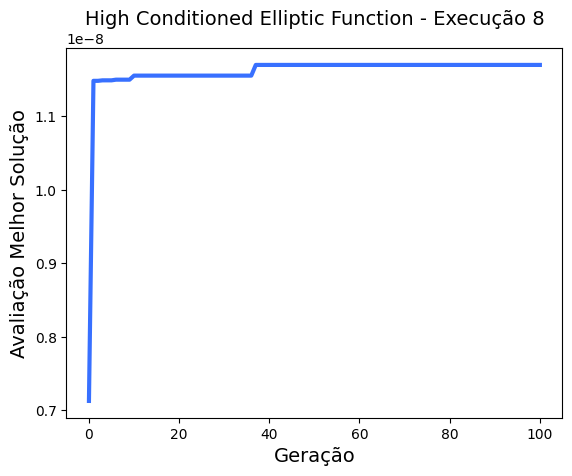 High Conditioned Elliptic Function - Execução 8
1e−8
Avaliação Melhor Solução
1.1
1.0
0.9
0.8
0.7
0 20 40 60 80 100
Geração